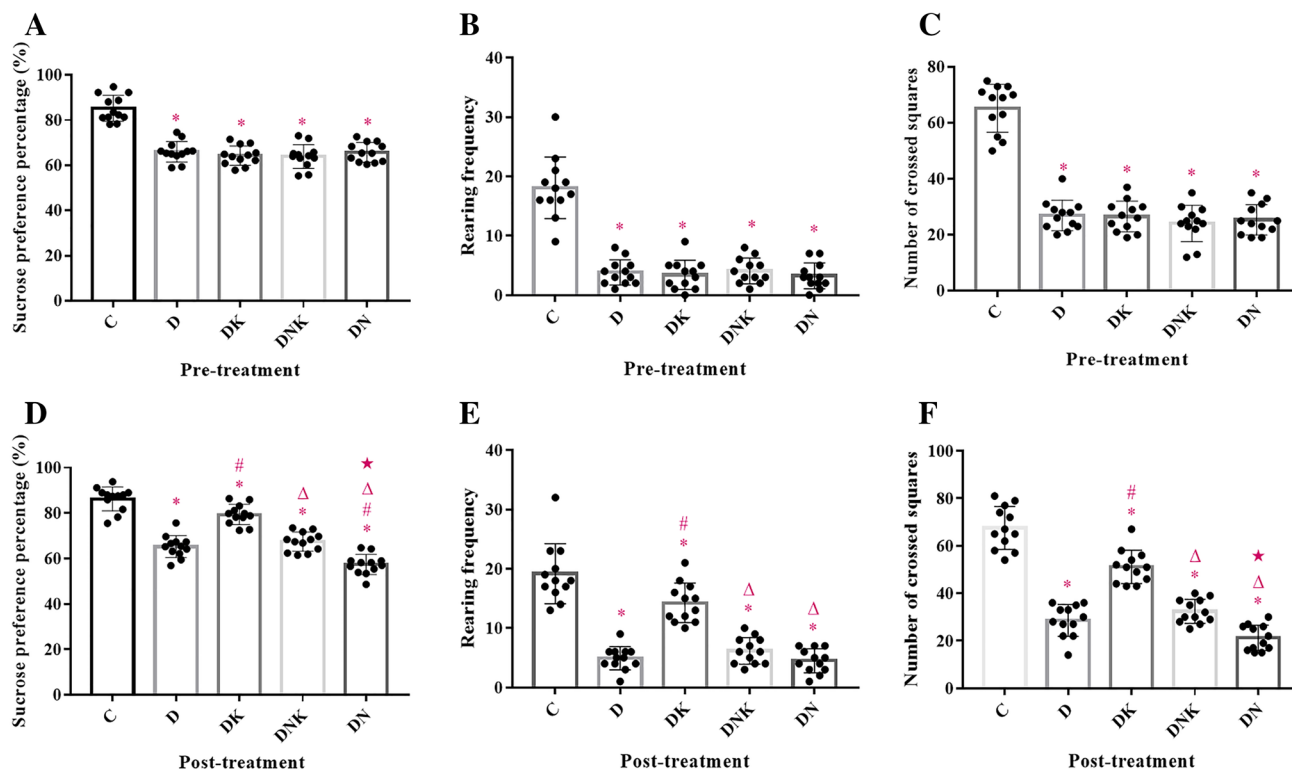 A
Sucrose preference percentage (%)
100
80
60
40
20
0
* * * *
C D DK DNK DN
Pre-treatment
B
Rearing frequency
40
30
20
10
0
* * * *
C D DK DNK DN
Pre-treatment
C
Number of crossed squares
80
60
40
20
0
* * * *
C D DK DNK DN
Pre-treatment
D
Sucrose preference percentage (%)
100
80
60
40
20
0
★
# Δ Δ
* * * #
*
C D DK DNK DN
Post-treatment
E
Rearing frequency
40
30
20
10
0
#
* * Δ Δ
* *
C D DK DNK DN
Post-treatment
F
Number of crossed squares
100
80
60
40
20
0
#
* ★
Δ Δ
* * *
C D DK DNK DN
Post-treatment